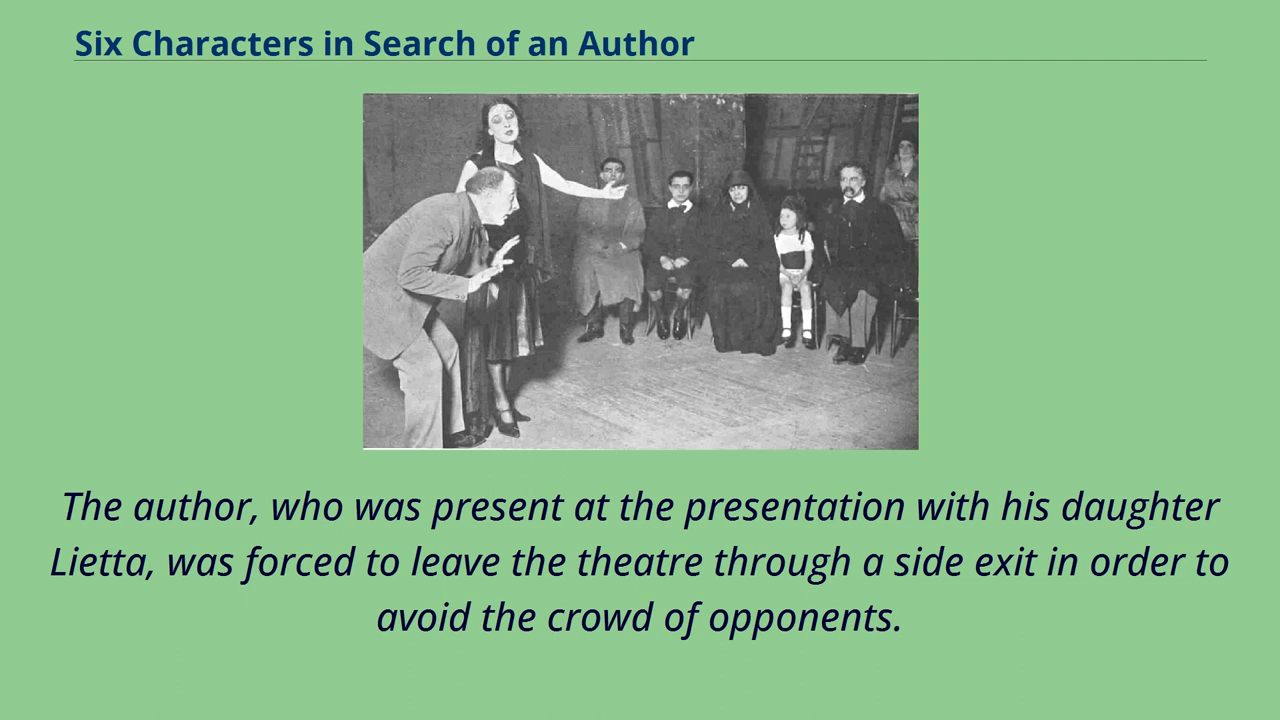 Six Characters in Search of an Author
The author, who was present at the presentation with his daughter
Lietta, was forced to leave the theatre through a side exit in order to
avoid the crowd of opponents.